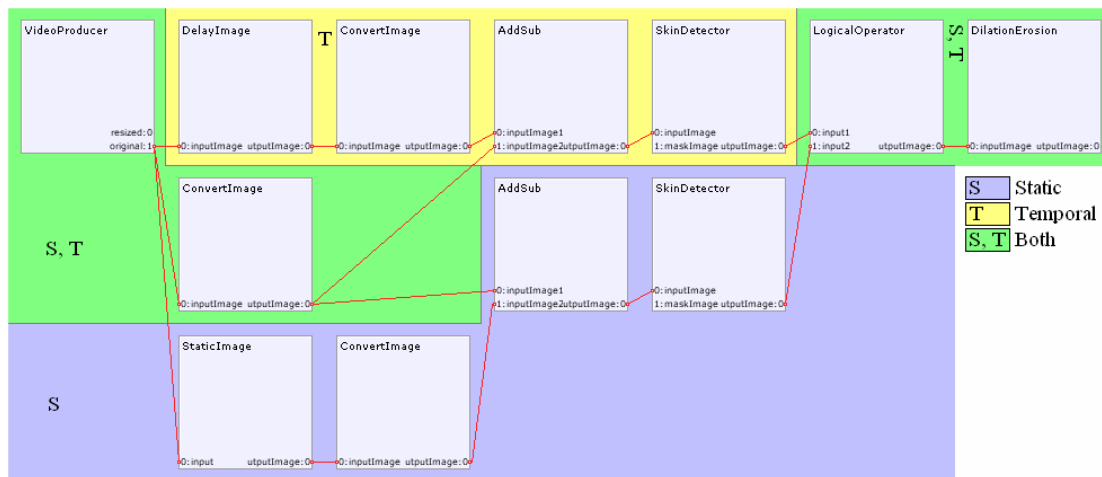 VideoProducer
resized:0
original:1
DelayImage
0:inputImage utputImage:0
T
ConvertImage
0:inputImage utputImage:0
AddSub
0:inputImage1
1:inputImage2utputImage:0
SkinDetector
0:inputImage
1:maskImage utputImage:0
LogicalOperator
0:input1
1:input2 utputImage:0
S, T
DilationErosion
0:inputImage utputImage:0
S, T
ConvertImage
0:inputImage utputImage:0
AddSub
0:inputImage1
1:inputImage2utputImage:0
SkinDetector
0:inputImage
1:maskImage utputImage:0
S Static
T Temporal
S, T Both
S
StaticImage
0:input utputImage:0
ConvertImage
0:inputImage utputImage:0